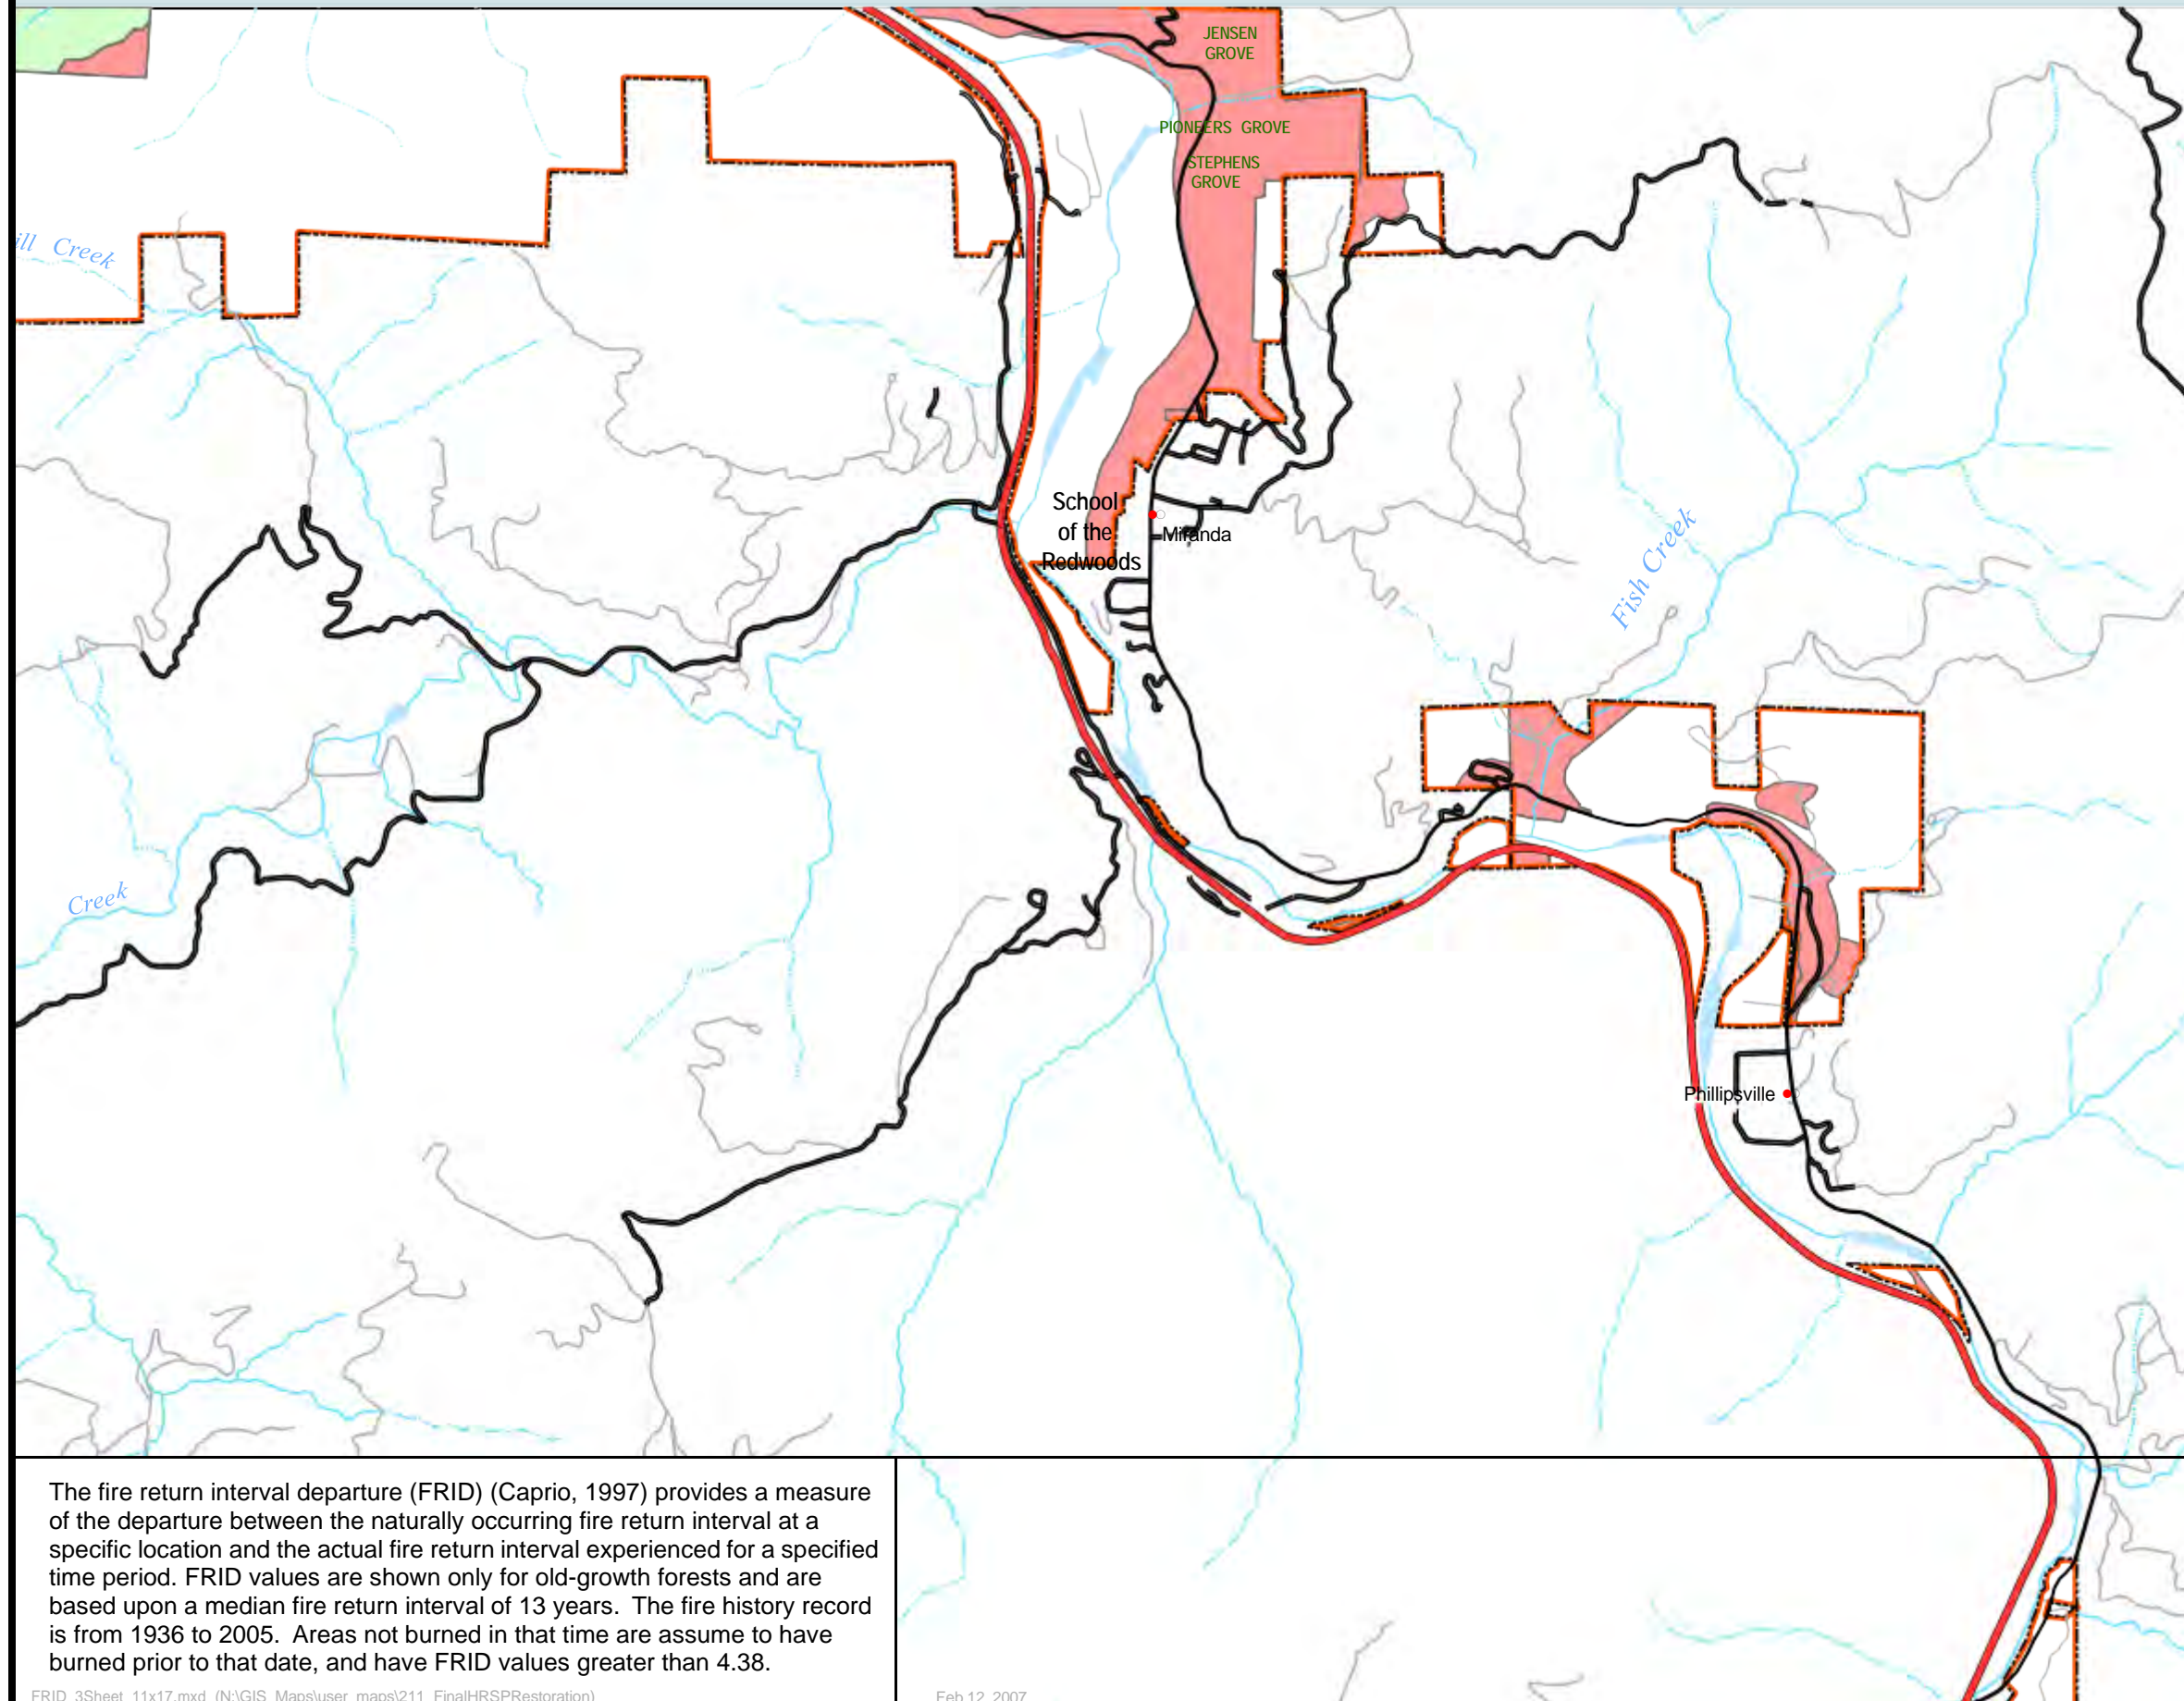 JENSEN
GROVE
PIONEERS GROVE
STEPHENS
GROVE
ill Creek
School
of the
Redwoods
Miranda
Fish Creek
Creek
Phillipsville
The fire return interval departure (FRID) (Caprio, 1997) provides a measure
of the departure between the naturally occurring fire return interval at a
specific location and the actual fire return interval experienced for a specified
time period. FRID values are shown only for old-growth forests and are
based upon a median fire return interval of 13 years. The fire history record
is from 1936 to 2005. Areas not burned in that time are assume to have
burned prior to that date, and have FRID values greater than 4.38.
FRID_3Sheet_11x17.mxd (N:\GIS_Maps\user_maps\211_FinalHRSPRestoration)
Feb 12, 2007